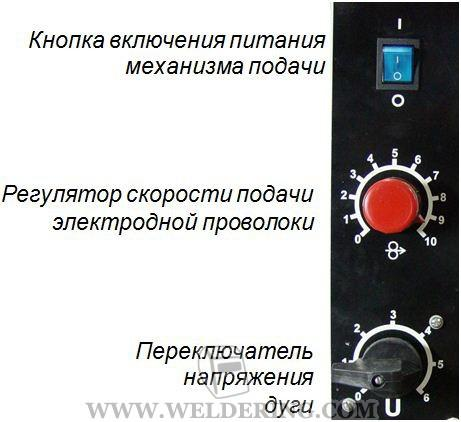 Кнопка включения питания
механизма подачи
I
I
O
O
Регулятор скорости подачи
электродной проволоки
0 1 2 3 4 5 6 7 8 9 10
Переключатель
напряжения
дуги
2 3 4 5 6
U
WWW.WELDERING.COM